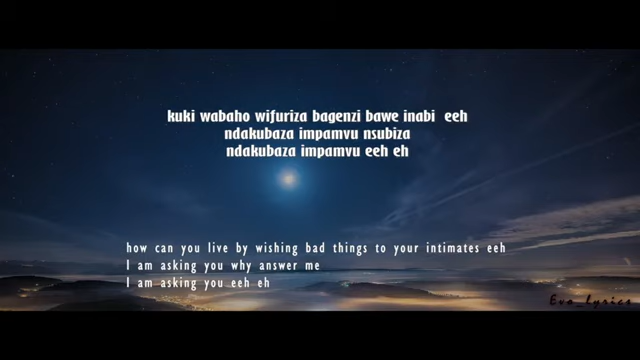 kuki wabaho wifuriza bagenzi bawe inabi eeh
ndakubaza impamvu nsubiza
ndakubaza impamvu eeh eh
how can you live by wishing bad things to your intimates eeh
I am asking you why answer me
I am asking you eeh eh
Evo_lyrics